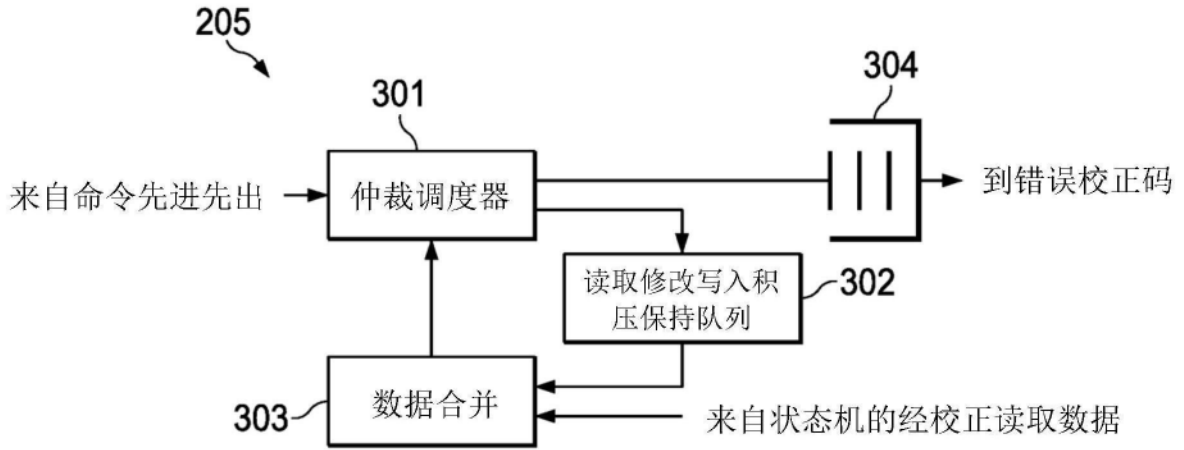 205
301
304
来自命令先进先出
仲裁调度器
到错误校正码
读取修改写入积
压保持队列
302
303
数据合并
来自状态机的经校正读取数据